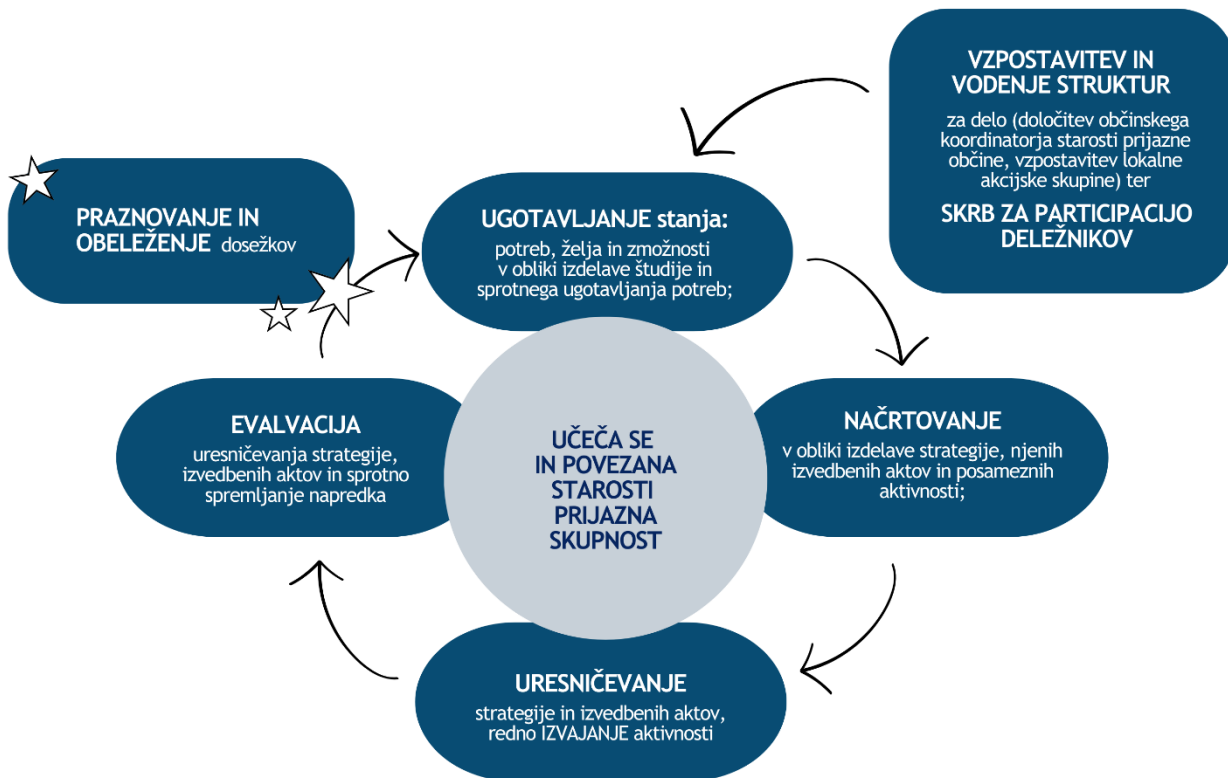 VZPOSTAVITEV IN
VODENJE STRUKTUR
za delo (določitev občinskega
koordinatorja starosti prijazne
občine, vzpostavitev lokalne
akcijske skupine) ter
SKRB ZA PARTICIPACIJO
DELEŽNIKOV
PRAZNOVANJE IN
OBELEŽENJE dosežkov
UGOTAVLJANJE stanja:
potreb, želja in zmožnosti
v obliki izdelave študije in
sprotnega ugotavljanja potreb;
NAČRTOVANJE
v obliki izdelave strategije, njenih
izvedbenih aktov in posameznih
aktivnosti;
EVALVACIJA
uresničevanja strategije,
izvedbenih aktov in sprotno
spremljanje napredka
UČEČA SE
IN POVEZANA
STAROSTI
PRIJAZNA
SKUPNOST
URESNIČEVANJE
strategije in izvedbenih aktov,
redno IZVAJANJE aktivnosti